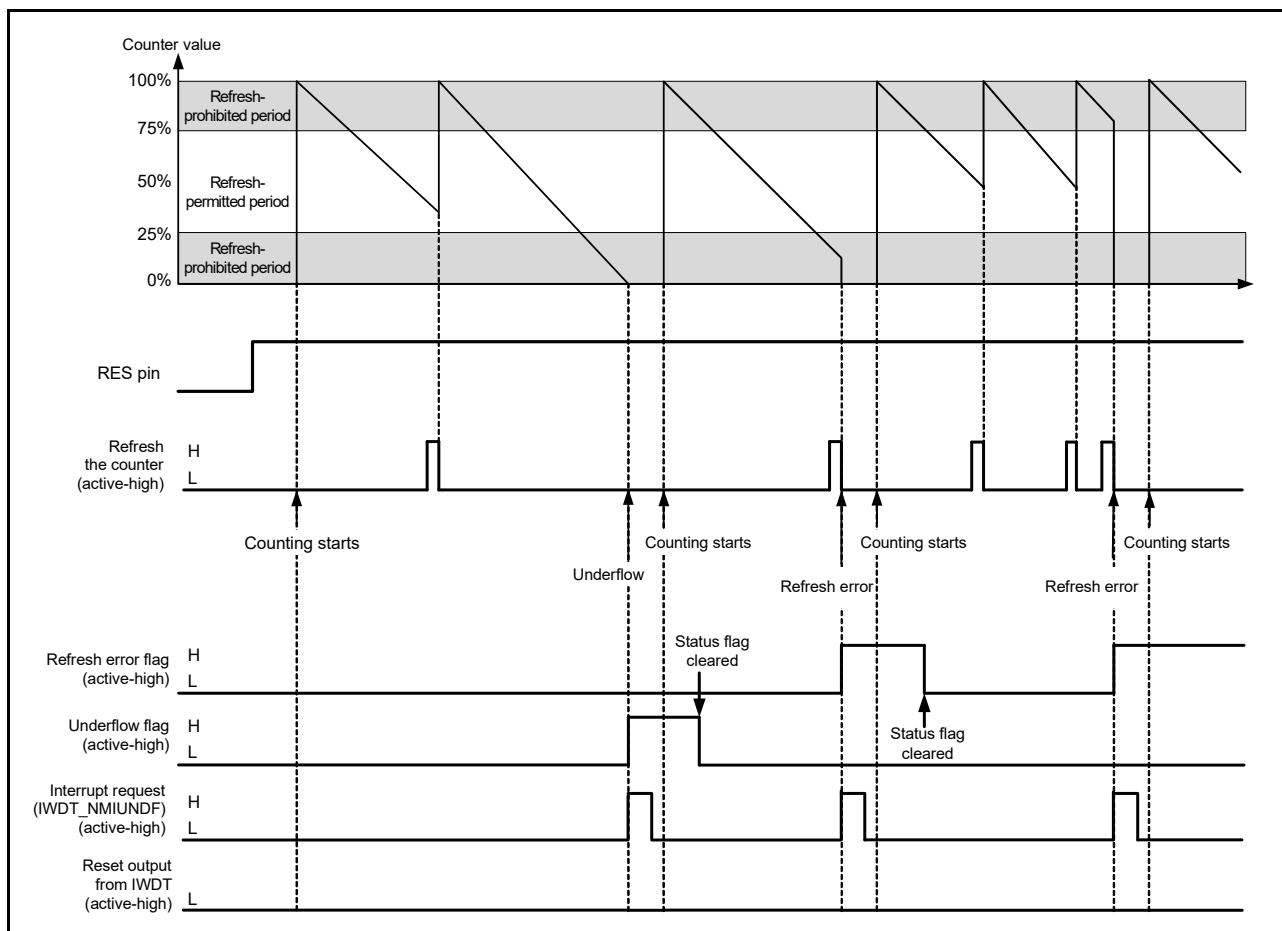 Counter value
100%
Refresh-
prohibited period
75%
50%
Refresh-
permitted period
25%
Refresh-
prohibited period
0%
RES pin
Refresh
the counter
(active-high)
H
L
Counting starts
Underflow
Counting starts
Refresh error
Counting starts
Refresh error
Counting starts
Refresh error flag
(active-high)
H
L
Status flag
cleared
Status flag
cleared
Underflow flag
(active-high)
H
L
Interrupt request
(IWDT_NMIUNDF)
(active-high)
H
L
Reset output
from IWDT
(active-high)
L